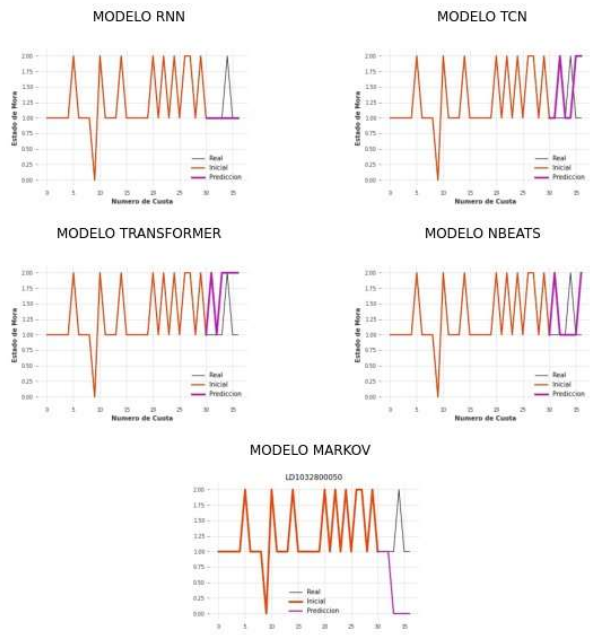 MODELO RNN
MODELO TCN
2.00
1.75
1.50
1.25
1.00
0.75
0.50
0.25
0.00
Estado de Mora
Real
Inicial
Prediccion
0 5 10 15 20 25 30 35
Numero de Cuota
2.00
1.75
1.50
1.25
1.00
0.75
0.50
0.25
0.00
Estado de Mora
Real
Inicial
Prediccion
0 5 10 15 20 25 30 35
Numero de Cuota
MODELO TRANSFORMER
MODELO NBEATS
2.00
1.75
1.50
1.25
1.00
0.75
0.50
0.25
0.00
Estado de Mora
Real
Inicial
Prediccion
0 5 10 15 20 25 30 35
Numero de Cuota
2.00
1.75
1.50
1.25
1.00
0.75
0.50
0.25
0.00
Estado de Mora
Real
Inicial
Prediccion
0 5 10 15 20 25 30 35
Numero de Cuota
MODELO MARKOV
LD1032800050
2.00
1.75
1.50
1.25
1.00
0.75
0.50
0.25
0.00
Real
Inicial
Prediccion
0 5 10 15 20 25 30 35